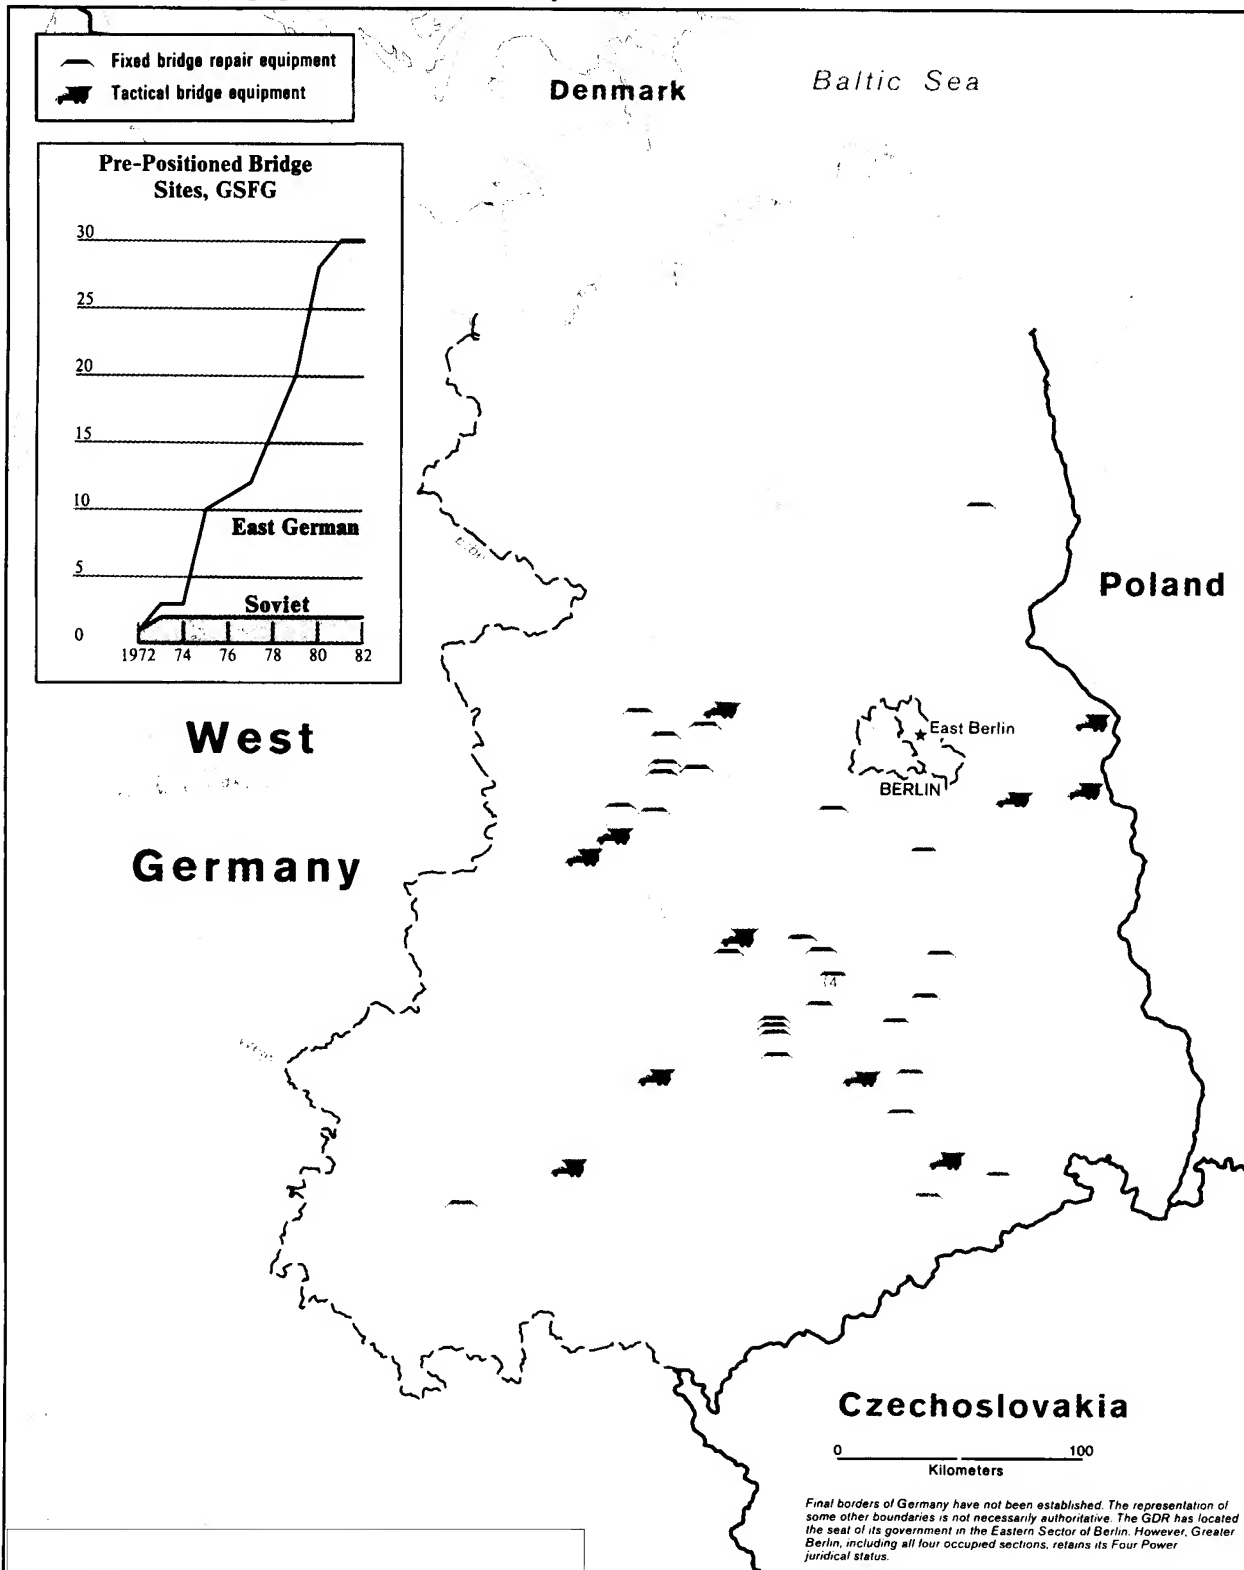 Fixed bridge repair equipment
Tactical bridge equipment
Denmark
Baltic Sea
Pre-Positioned Bridge
Sites, GSFG
30
25
20
15
10
East German
5
Soviet
0
1972 74 76 78 80 82
Poland
West
Germany
East Berlin
BERLIN
Czechoslovakia
0 100
Kilometers
Final borders of Germany have not been established. The representation of
some other boundaries is not necessarily authoritative. The GDR has located
the seat of its government in the Eastern Sector of Berlin. However, Greater
Berlin, including all four occupied sections, retains its Four Power
juridical status.